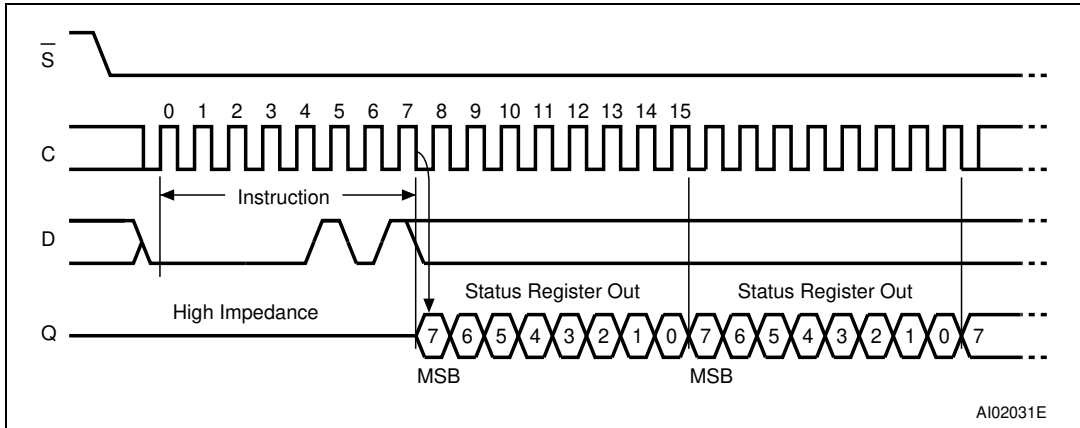 S
0 1 2 3 4 5 6 7 8 9 10 11 12 13 14 15
C
Instruction
D
High Impedance
Status Register Out
Status Register Out
Q
7 6 5 4 3 2 1 0 7 6 5 4 3 2 1 0 7
MSB
MSB
AI02031E